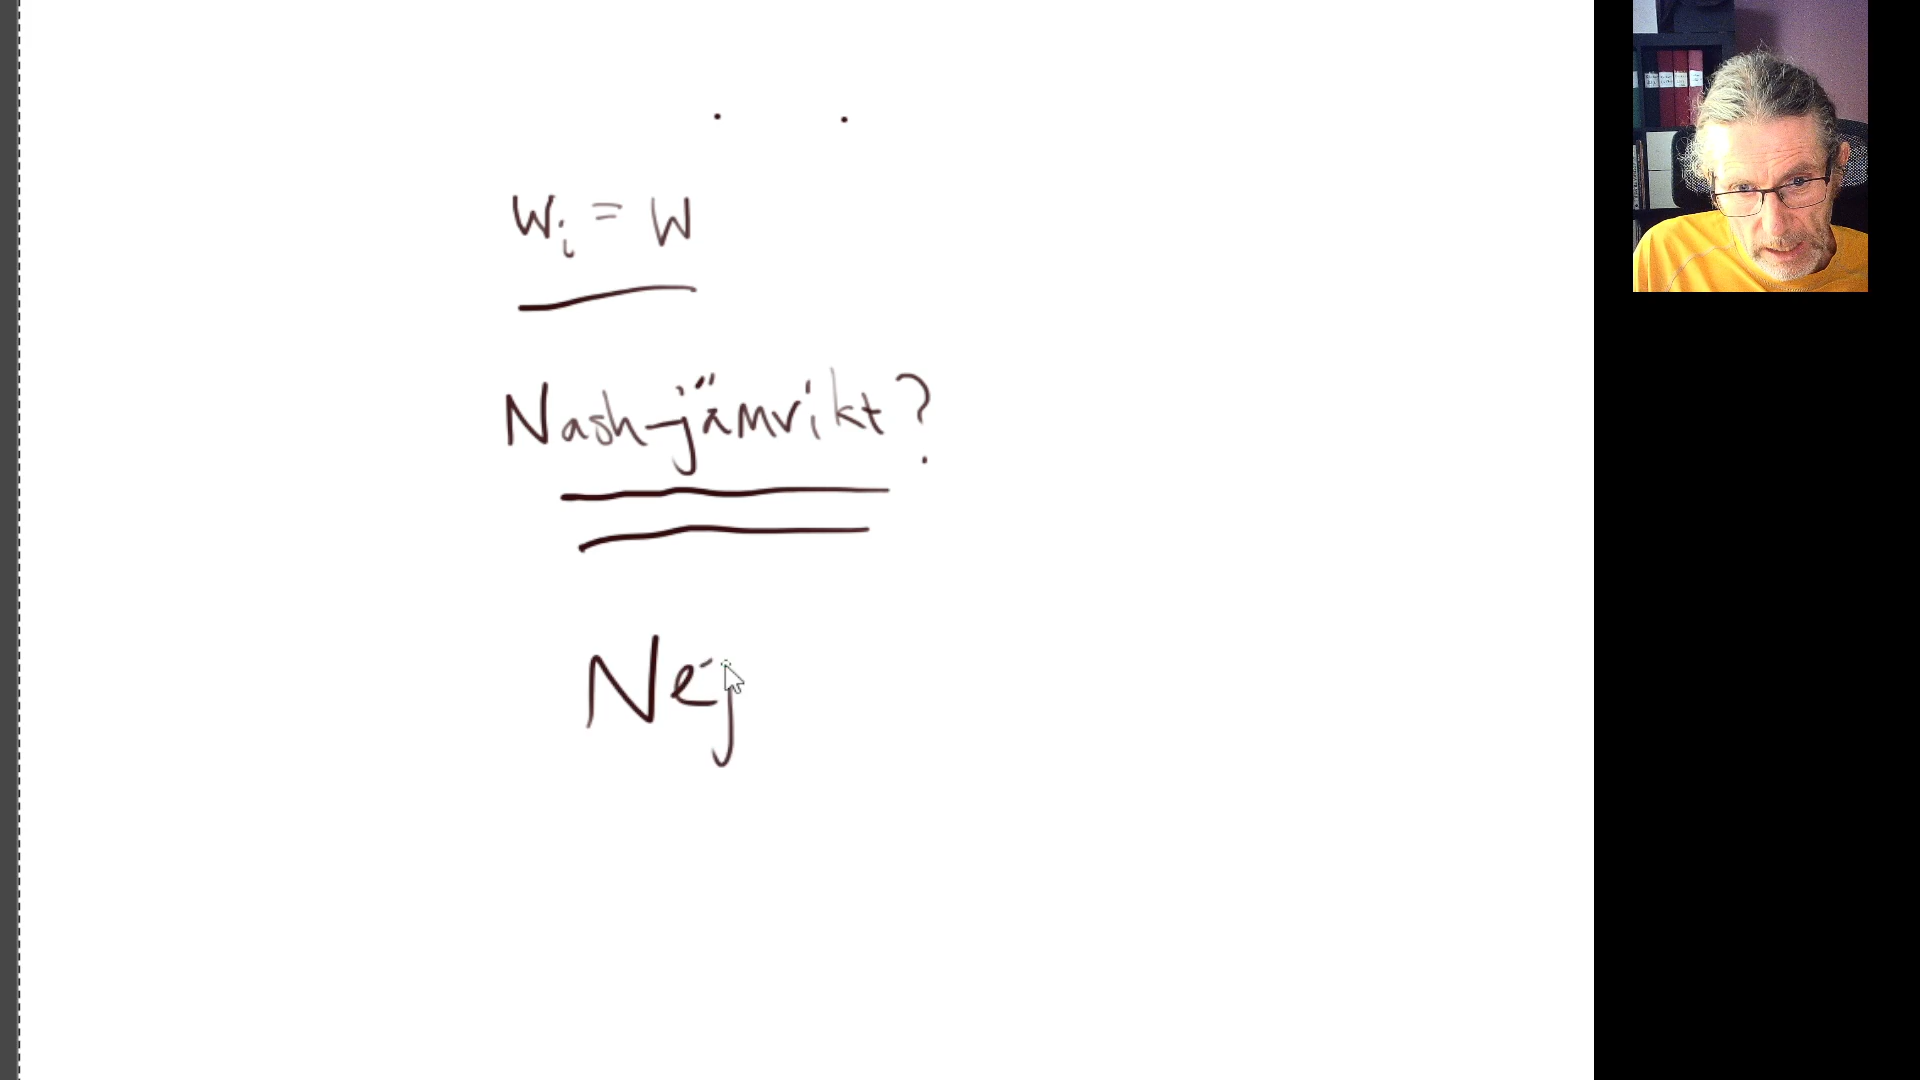 wi = w
Nash-jämvikt?
Nej